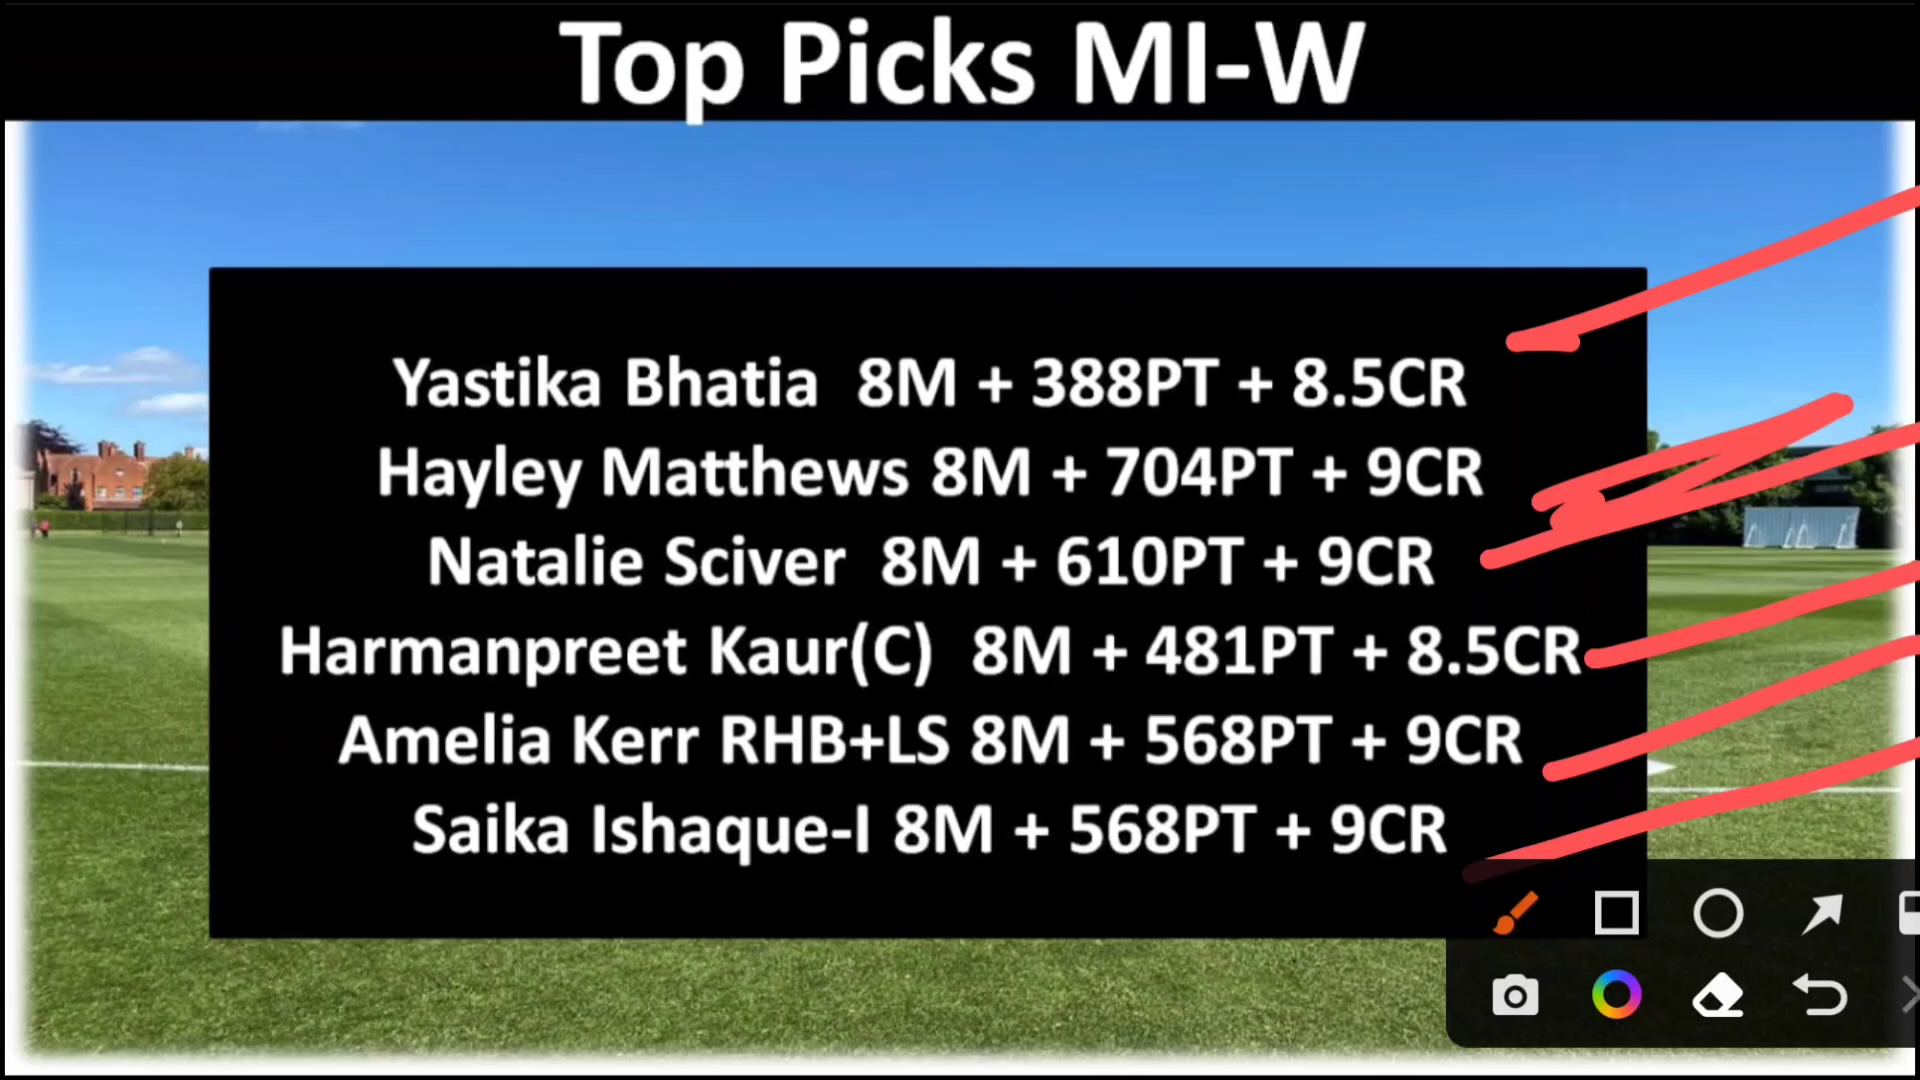 Top Picks MI-W
Yastika Bhatia 8M + 388PT + 8.5CR
Hayley Matthews 8M + 704PT + 9CR
Natalie Sciver 8M + 610PT + 9CR
Harmanpreet Kaur(C) 8M + 481PT + 8.5CR
Amelia Kerr RHB+LS 8M + 568PT + 9CR
Saika Ishaque-I 8M + 568PT + 9CR